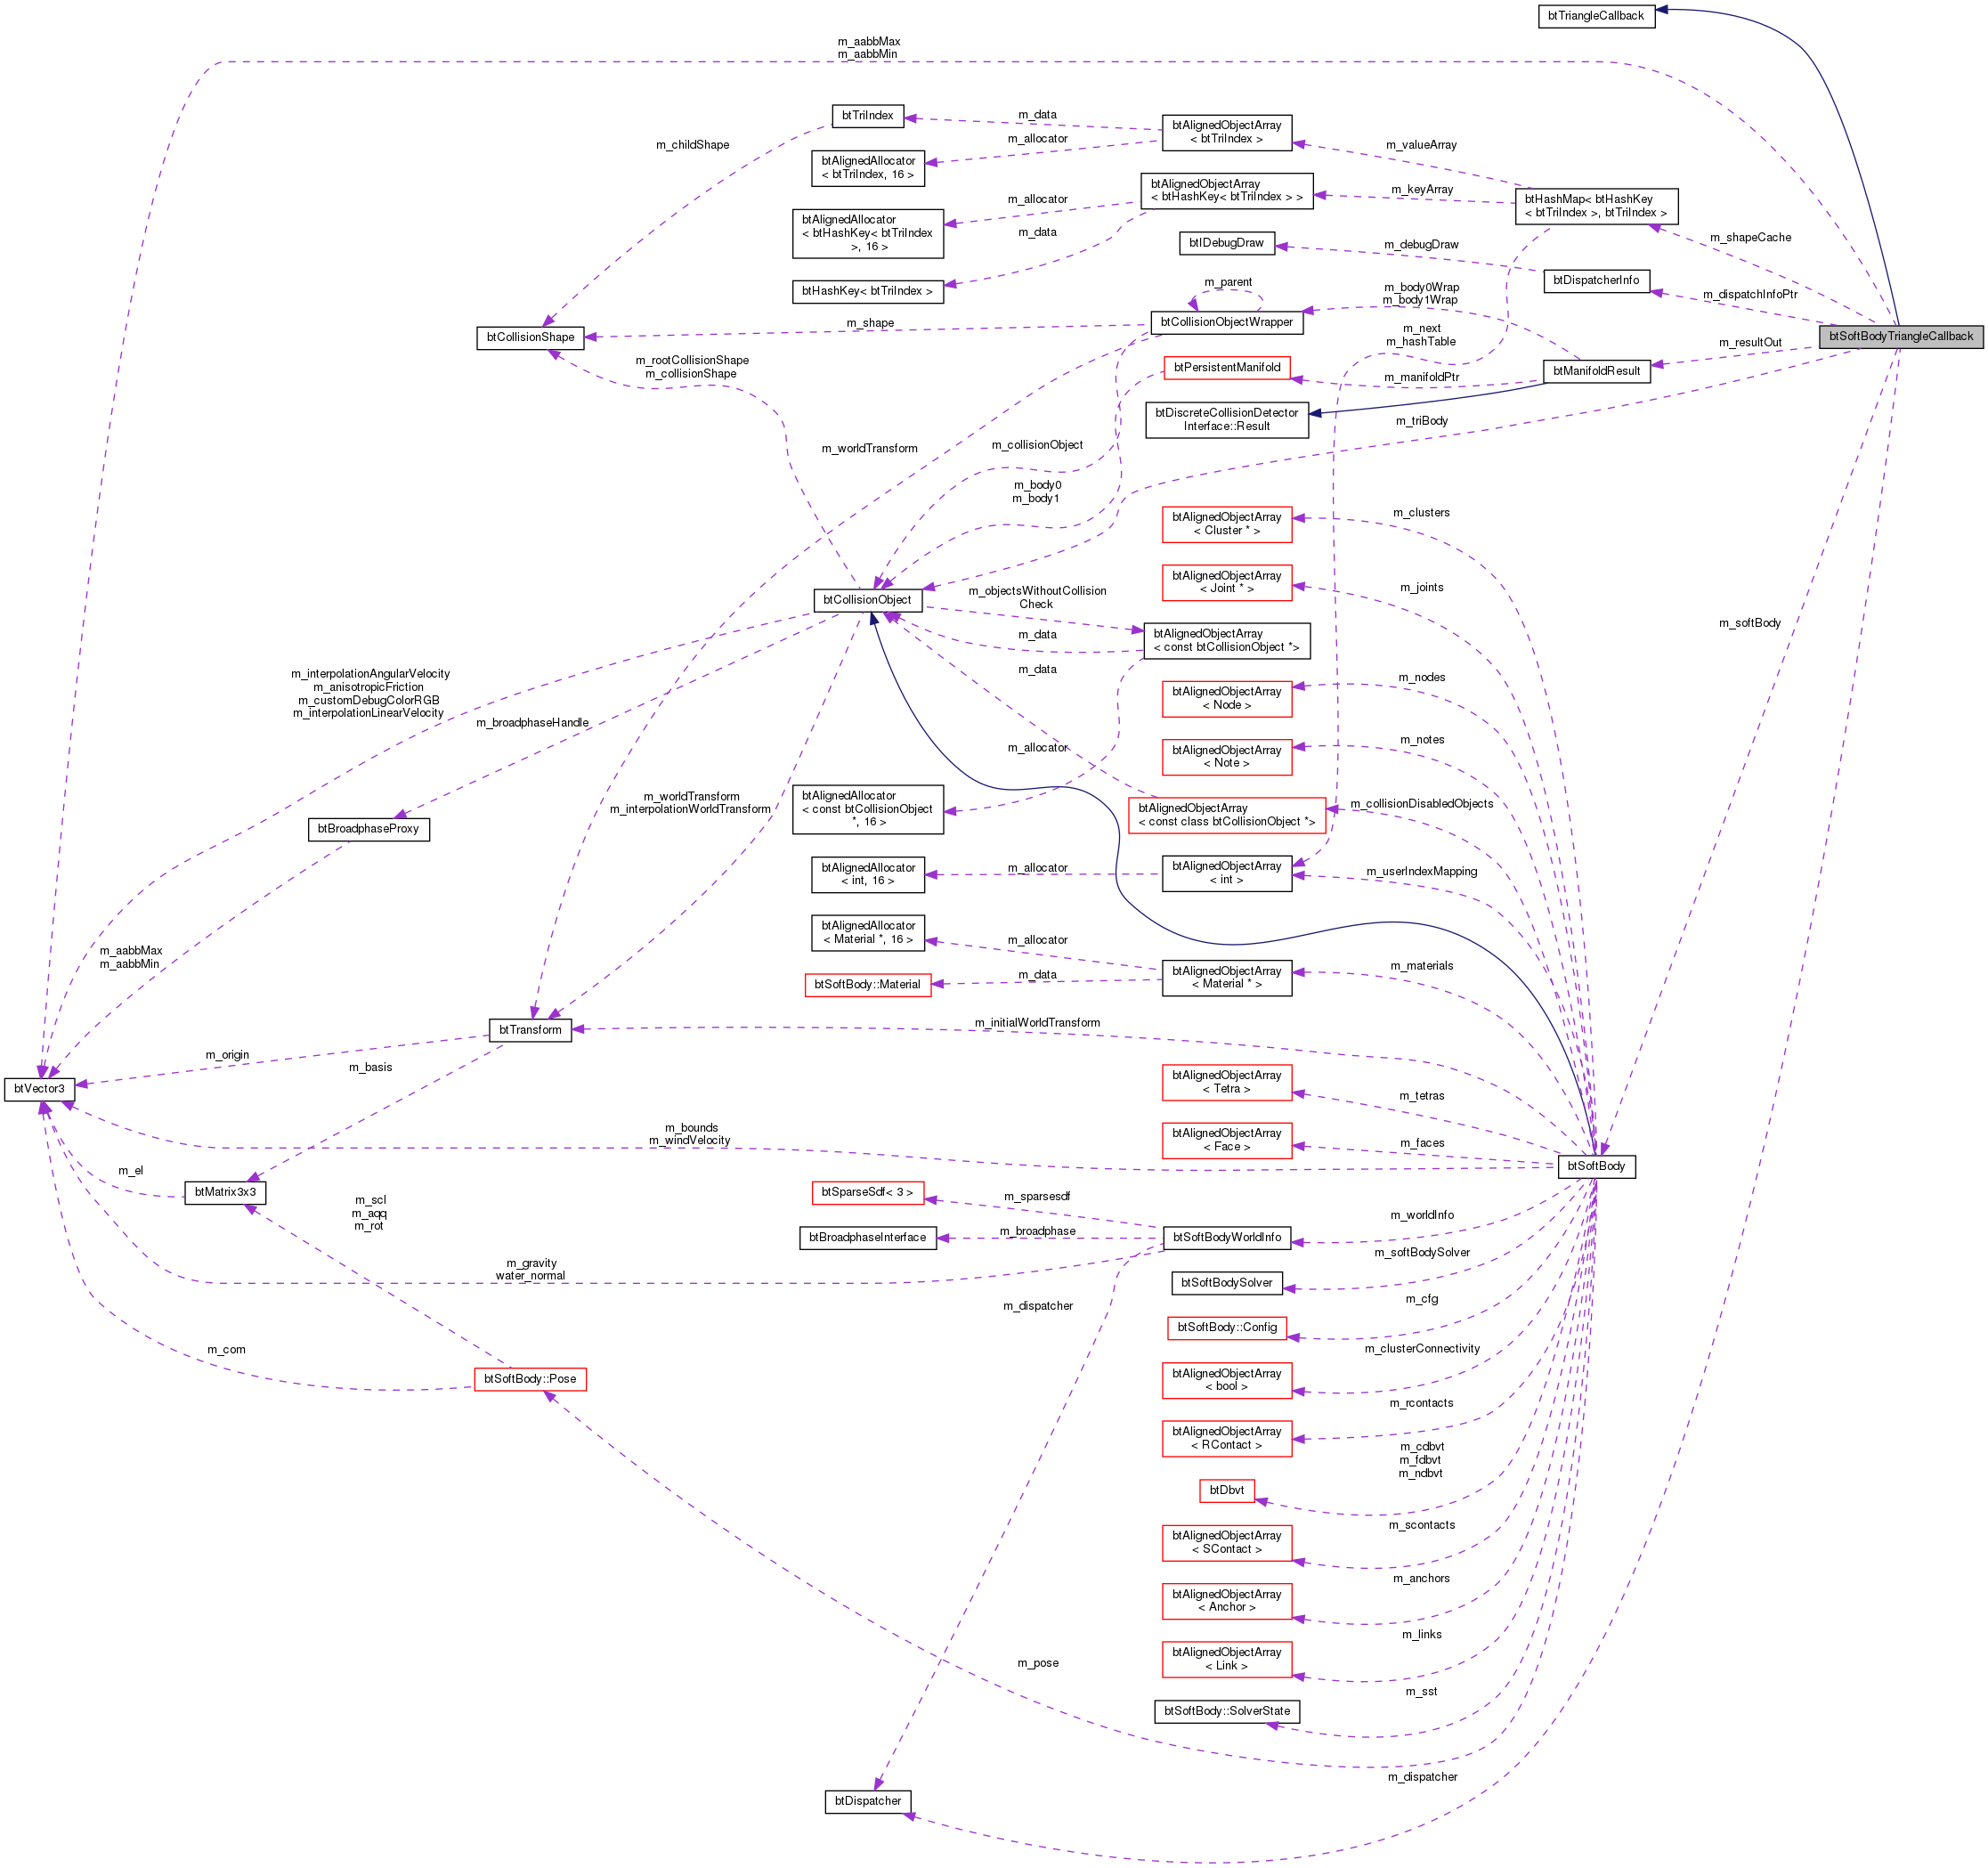 btTriangleCallback
m_aabbMax
m_aabbMin
btTriIndex
m_data
btAlignedObjectArray
< btTriIndex >
m_allocator
m_childShape
m_valueArray
btAlignedAllocator
< btTriIndex, 16 >
btAlignedObjectArray
< btHashKey< btTriIndex > >
m_keyArray
m_allocator
btHashMap< btHashKey
< btTriIndex >, btTriIndex >
btAlignedAllocator
< btHashKey< btTriIndex
>, 16 >
m_data
btIDebugDraw
m_debugDraw
m_shapeCache
btHashKey< btTriIndex >
m_parent
btDispatcherInfo
m_body0Wrap
m_body1Wrap
m_dispatchInfoPtr
m_shape
btCollisionObjectWrapper
m_next
m_hashTable
btCollisionShape
btSoftBodyTriangleCallback
m_resultOut
m_rootCollisionShape
m_collisionShape
btPersistentManifold
m_manifoldPtr
btManifoldResult
btDiscreteCollisionDetector
Interface::Result
m_triBody
m_worldTransform
m_collisionObject
m_body0
m_body1
btAlignedObjectArray
< Cluster * >
m_clusters
btAlignedObjectArray
< Joint * >
m_joints
btCollisionObject
m_objectsWithoutCollision
Check
m_softBody
m_data
btAlignedObjectArray
< const btCollisionObject *>
m_interpolationAngularVelocity
m_anisotropicFriction
m_customDebugColorRGB
m_interpolationLinearVelocity
m_data
btAlignedObjectArray
< Node >
m_nodes
m_broadphaseHandle
m_allocator
btAlignedObjectArray
< Note >
m_notes
m_worldTransform
m_interpolationWorldTransform
btAlignedAllocator
< const btCollisionObject
*, 16 >
btAlignedObjectArray
< const class btCollisionObject *>
m_collisionDisabledObjects
btBroadphaseProxy
btAlignedAllocator
< int, 16 >
m_allocator
btAlignedObjectArray
< int >
m_userIndexMapping
btAlignedAllocator
< Material *, 16 >
m_allocator
m_aabbMax
m_aabbMin
btSoftBody::Material
m_data
btAlignedObjectArray
< Material * >
m_materials
btTransform
m_initialWorldTransform
m_origin
m_basis
btVector3
btAlignedObjectArray
< Tetra >
m_tetras
m_bounds
m_windVelocity
btAlignedObjectArray
< Face >
m_faces
m_el
btSoftBody
btMatrix3x3
m_scl
m_aqq
m_rot
btSparseSdf< 3 >
m_sparsesdf
m_worldInfo
btBroadphaseInterface
m_broadphase
btSoftBodyWorldInfo
m_softBodySolver
m_gravity
water_normal
btSoftBodySolver
m_dispatcher
m_cfg
btSoftBody::Config
m_com
m_clusterConnectivity
btSoftBody::Pose
btAlignedObjectArray
< bool >
m_rcontacts
btAlignedObjectArray
< RContact >
m_cdbvt
m_fdbvt
m_ndbvt
btDbvt
m_scontacts
btAlignedObjectArray
< SContact >
m_anchors
btAlignedObjectArray
< Anchor >
m_links
btAlignedObjectArray
< Link >
m_pose
m_sst
btSoftBody::SolverState
m_dispatcher
btDispatcher